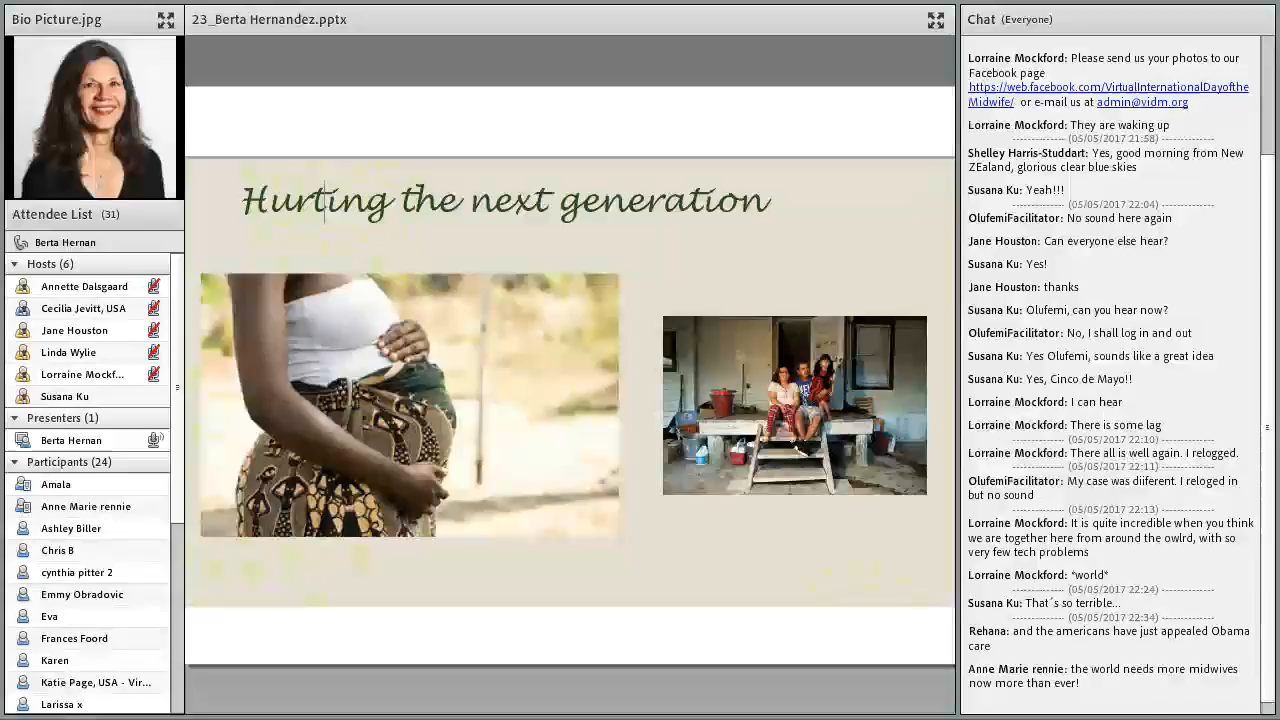 Bio Picture.jpg
Attendee List (31)
Berta Hernan
Hosts (6)
Annette Dalsgaard
Cecilia Jevitt, USA
Jane Houston
Linda Wylie
Lorraine Mockf...
Susana Ku
Presenters (1)
Berta Hernan
Participants (24)
Amala
Anne Marie rennie
Ashley Biller
Chris B
cynthia pitter 2
Emmy Obradovic
Eva
Frances Foord
Karen
Katie Page, USA - Vir...
Larissa x
23_Berta Hernandez.pptx
Hurting the next generation
Chat (Everyone)
Lorraine Mockford: Please send us your photos to our
Facebook page
https://web.facebook.com/VirtualInternationalDayofthe
Midwife/ or e-mail us at admin@vidm.org
Lorraine Mockford: They are waking up
-------------- (05/05/2017 21:58) --------------
Shelley Harris-Studdart: Yes, good morning from New
ZEaland, glorious clear blue skies
Susana Ku: Yeah!!!
-------------- (05/05/2017 22:04) --------------
OlufemiFacilitator: No sound here again
Jane Houston: Can everyone else hear?
Susana Ku: Yes!
Jane Houston: thanks
Susana Ku: Olufemi, can you hear now?
OlufemiFacilitator: No, I shall log in and out
Susana Ku: Yes Olufemi, sounds like a great idea
Susana Ku: Yes, Cinco de Mayo!!
Lorraine Mockford: I can hear
Lorraine Mockford: There is some lag
-------------- (05/05/2017 22:10) --------------
Lorraine Mockford: There all is well again. I relogged.
-------------- (05/05/2017 22:11) --------------
OlufemiFacilitator: My case was diferent. I reloged in
but no sound
-------------- (05/05/2017 22:13) --------------
Lorraine Mockford: It is quite incredible when you think
we are together here from around the owlrd, with so
very few tech problems
Lorraine Mockford: *world*
-------------- (05/05/2017 22:24) --------------
Susana Ku: That´s so terrible...
-------------- (05/05/2017 22:34) --------------
Rehana: and the americans have just appealed Obama
care
Anne Marie rennie: the world needs more midwives
now more than ever!